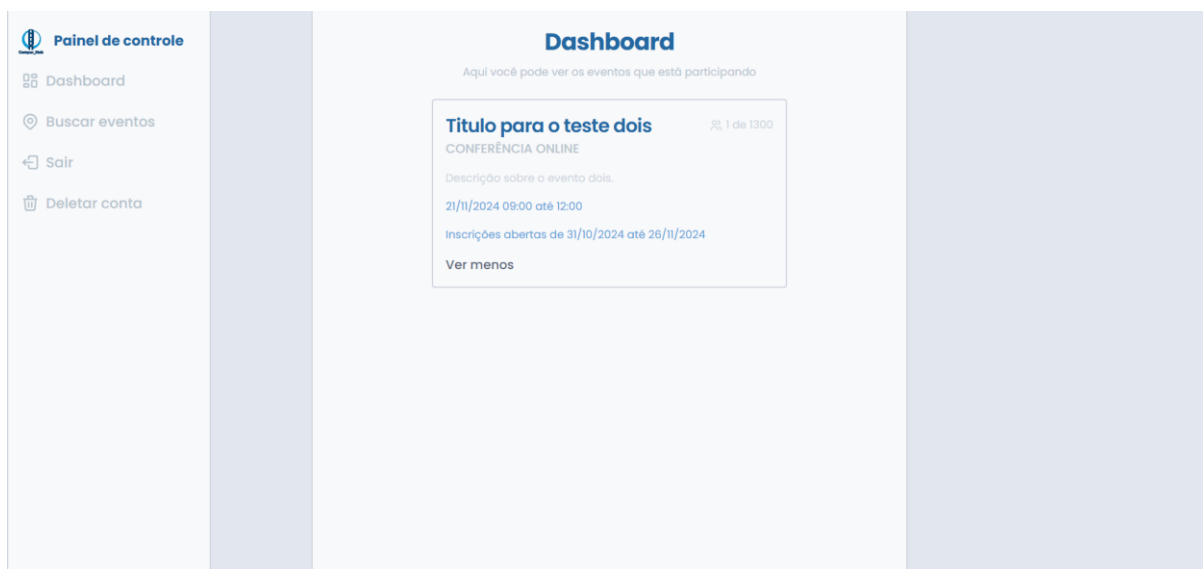 Painel de controle
Dashboard
Buscar eventos
Sair
Deletar conta
Dashboard
Aqui você pode ver os eventos que está participando
Titulo para o teste dois
1 de 1300
CONFERÊNCIA ONLINE
Descrição sobre o evento dois.
21/11/2024 09:00 até 12:00
Inscrições abertas de 31/10/2024 até 26/11/2024
Ver menos